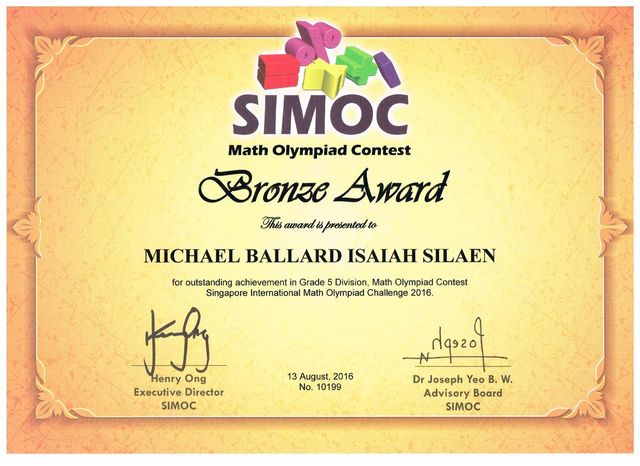 SIMOC
Math Olympiad Contest
Bronze Award
This award is presented to
MICHAEL BALLARD ISAIAH SILAEN
for outstanding achievement in Grade 5 Division, Math Olympiad Contest
Singapore International Math Olympiad Challenge 2016.
Henry Ong
Executive Director
SIMOC
13 August, 2016
No. 10199
Joseph
Dr Joseph Yeo B. W.
Advisory Board
SIMOC